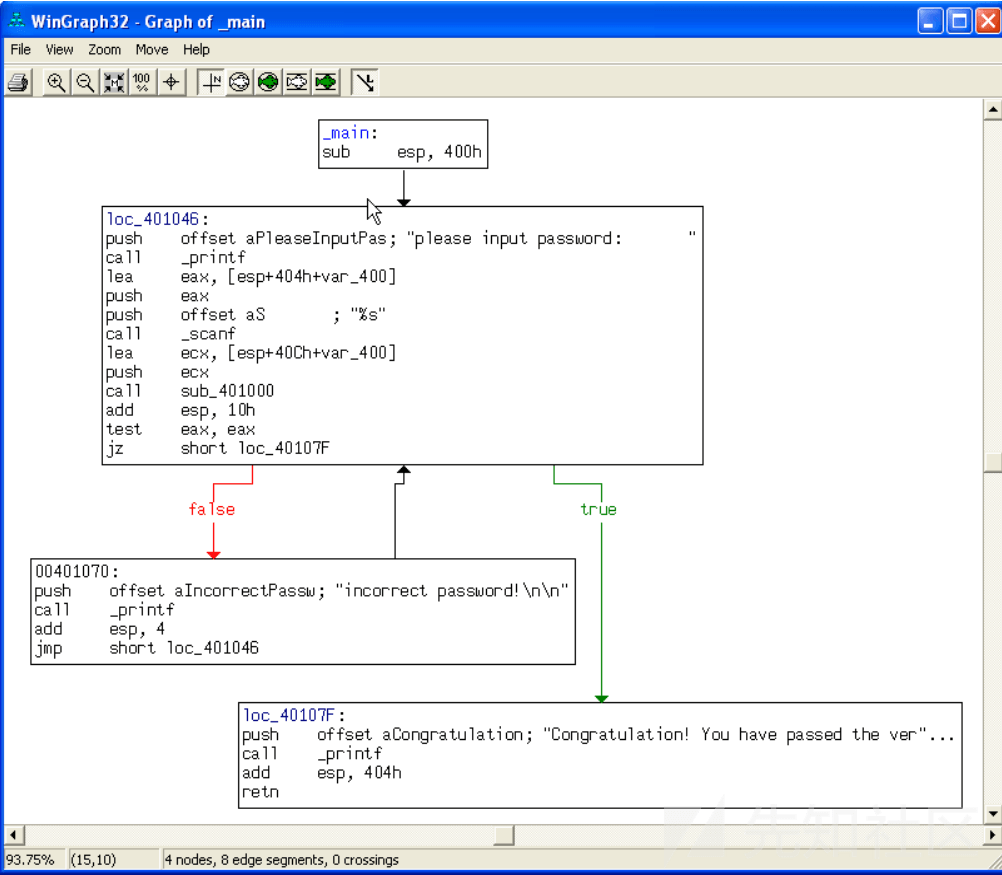 WinGraph32 - Graph of _main
File View Zoom Move Help
100 %
N
_main:
sub esp, 400h
loc_401046:
push offset aPleaseInputPas; "please input password: "
call _printf
lea eax, [esp+404h+var_400]
push eax
push offset aS ; "%s"
call _scanf
lea ecx, [esp+40Ch+var_400]
push ecx
call sub_401000
add esp, 10h
test eax, eax
jz short loc_40107F
false
true
00401070:
push offset aIncorrectPassw; "incorrect password!\n\n"
call _printf
add esp, 4
jmp short loc_401046
loc_40107F:
push offset aCongratulation; "Congratulation! You have passed the ver"...
call _printf
add esp, 404h
retn
先知社区
93.75% (15,10) 4 nodes, 8 edge segments, 0 crossings